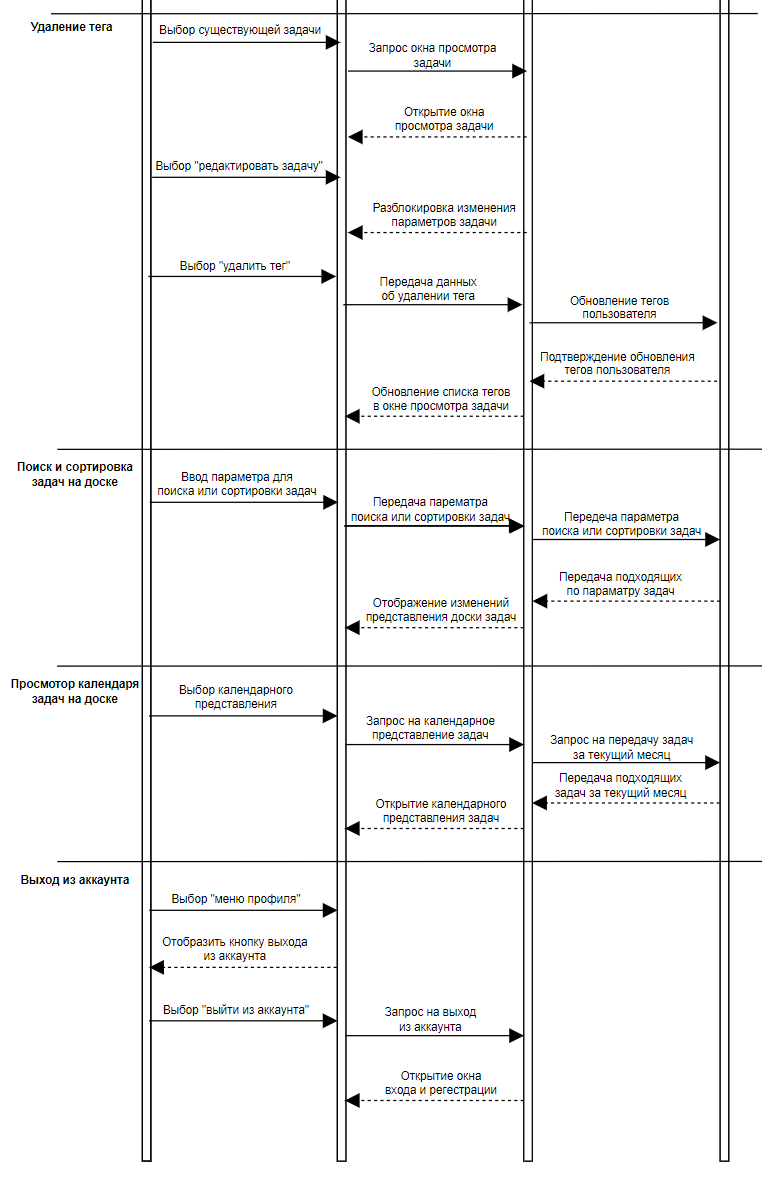 Удаление тега
Выбор существующей задачи
Запрос окна просмотра
задачи
Открытие окна
просмотра задачи
Выбор "редактировать задачу"
Разблокировка изменения
параметров задачи
Выбор "удалить тег"
Передача данных
об удалении тега
Обновление тегов
пользователя
Подтверждение обновления
тегов пользователя
Обновление списка тегов
в окне просмотра задачи
Поиск и сортировка
задач на доске
Ввод параметра для
поиска или сортировки задач
Передача парематра
поиска или сортировки задач
Передеча параметра
поиска или сортировки задач
Передача подходящих
по параматру задач
Отображение изменений
представления доски задач
Просмотор календаря
задач на доске
Выбор календарного
представления
Запрос на календарное
представление задач
Запрос на передачу задач
за текущий месяц
Передача подходящих
задач за текущий месяц
Открытие календарного
представления задач
Выход из аккаунта
Выбор "меню профиля"
Отобразить кнопку выхода
из аккаунта
Выбор "выйти из аккаунта"
Запрос на выход
из аккаунта
Открытие окна
входа и регестрации